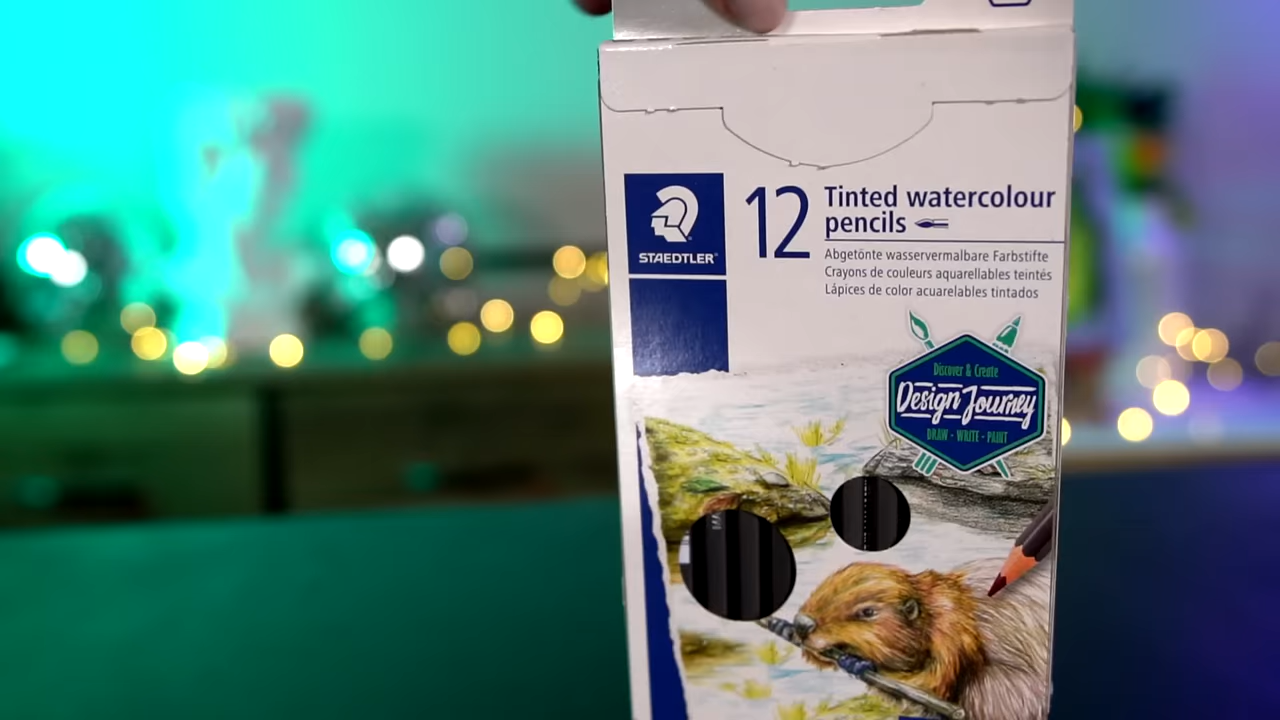 STAEDTLER®
12
Tinted watercolour
pencils
Abgetönte wasservermalbare Farbstifte
Crayons de couleurs aquarellables teintés
Lápices de color acuarelables tintados
Discover & Create
Design Journey
DRAW - WRITE - PAINT